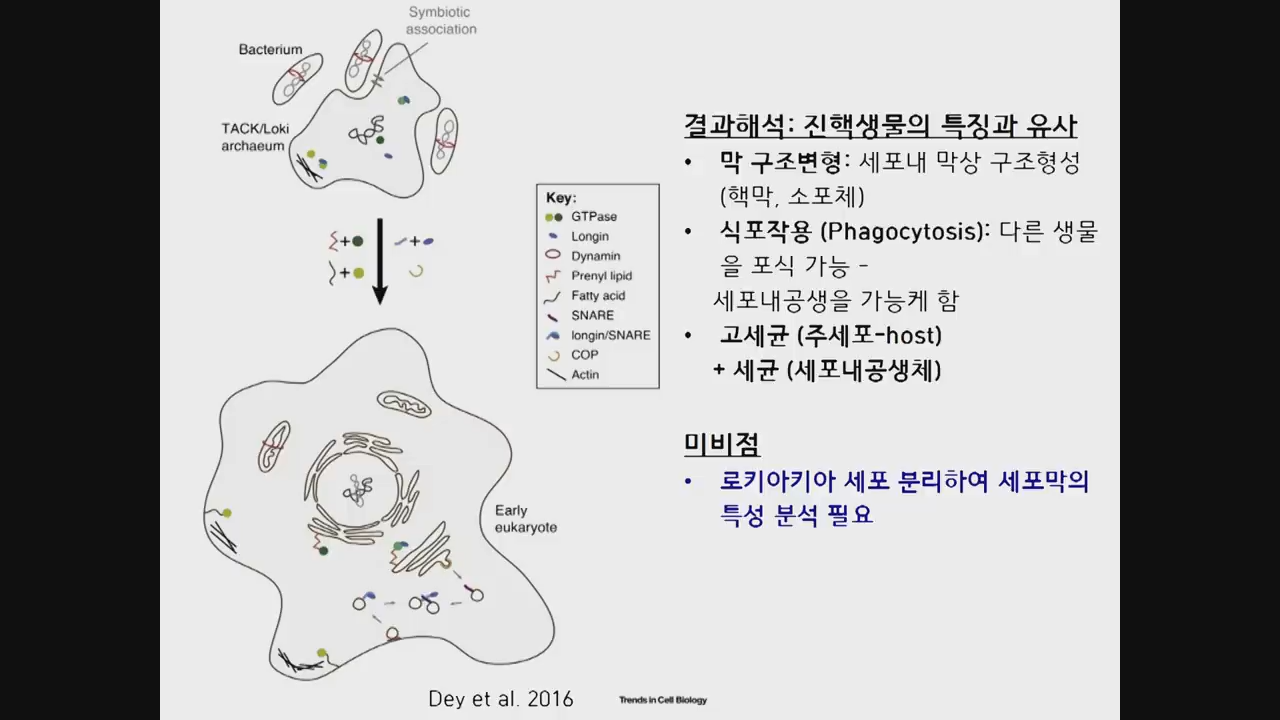 Symbiotic
association
Bacterium
TACK/Loki
archaeum
Key:
GTPase
Longin
Dynamin
Prenyl lipid
Fatty acid
SNARE
longin/SNARE
COP
Actin
Early
eukaryote
Dey et al. 2016
Trends in Cell Biology
결과해석: 진핵생물의 특징과 유사
• 막 구조변형: 세포내 막상 구조형성
(핵막, 소포체)
• 식포작용 (Phagocytosis): 다른 생물
을 포식 가능 –
세포내공생을 가능케 함
• 고세균 (주세포-host)
+ 세균 (세포내공생체)
미비점
• 로키아키아 세포 분리하여 세포막의
특성 분석 필요